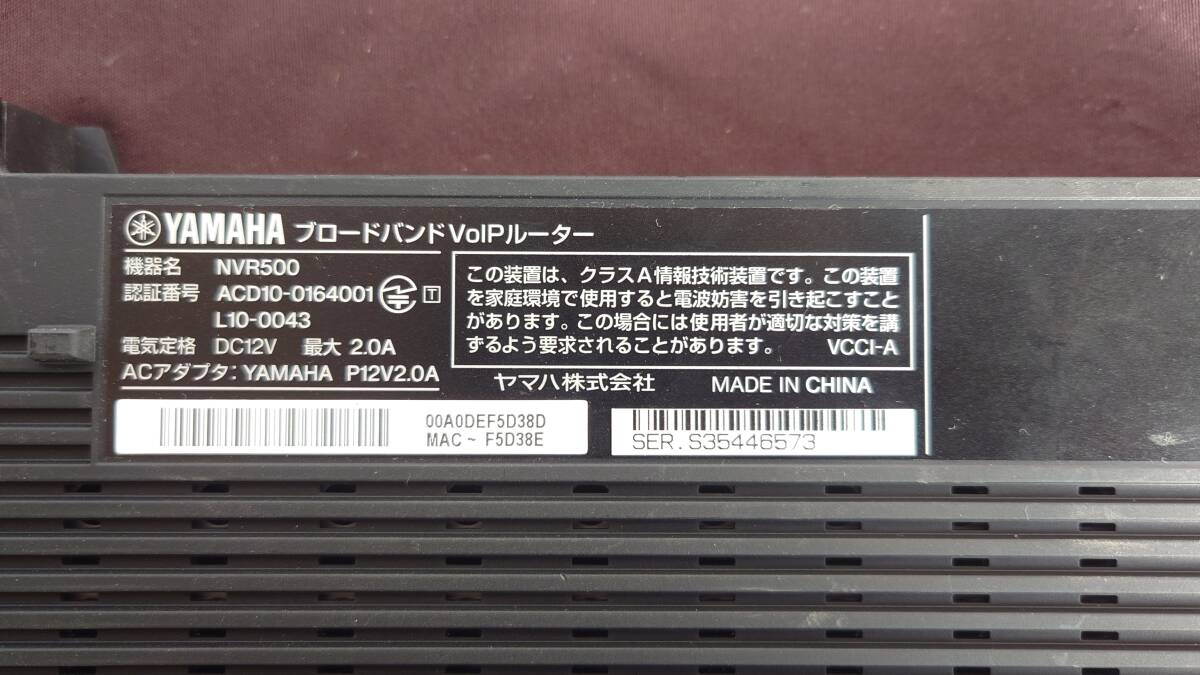 YAMAHA ブロードバンドVoIPルーター
機器名 NVR500
認証番号 ACD10-0164001 T
L10-0043
電気定格 DC12V 最大 2.0A
ACアダプタ:YAMAHA P12V2.0A
この装置は、クラスA情報技術装置です。この装置
を家庭環境で使用すると電波妨害を引き起こすこと
があります。この場合には使用者が適切な対策を講
ずるよう要求されることがあります。 VCCI-A
ヤマハ株式会社 MADE IN CHINA
00A0DEF5D38D
MAC ~ F5D38E
SER.S35446573